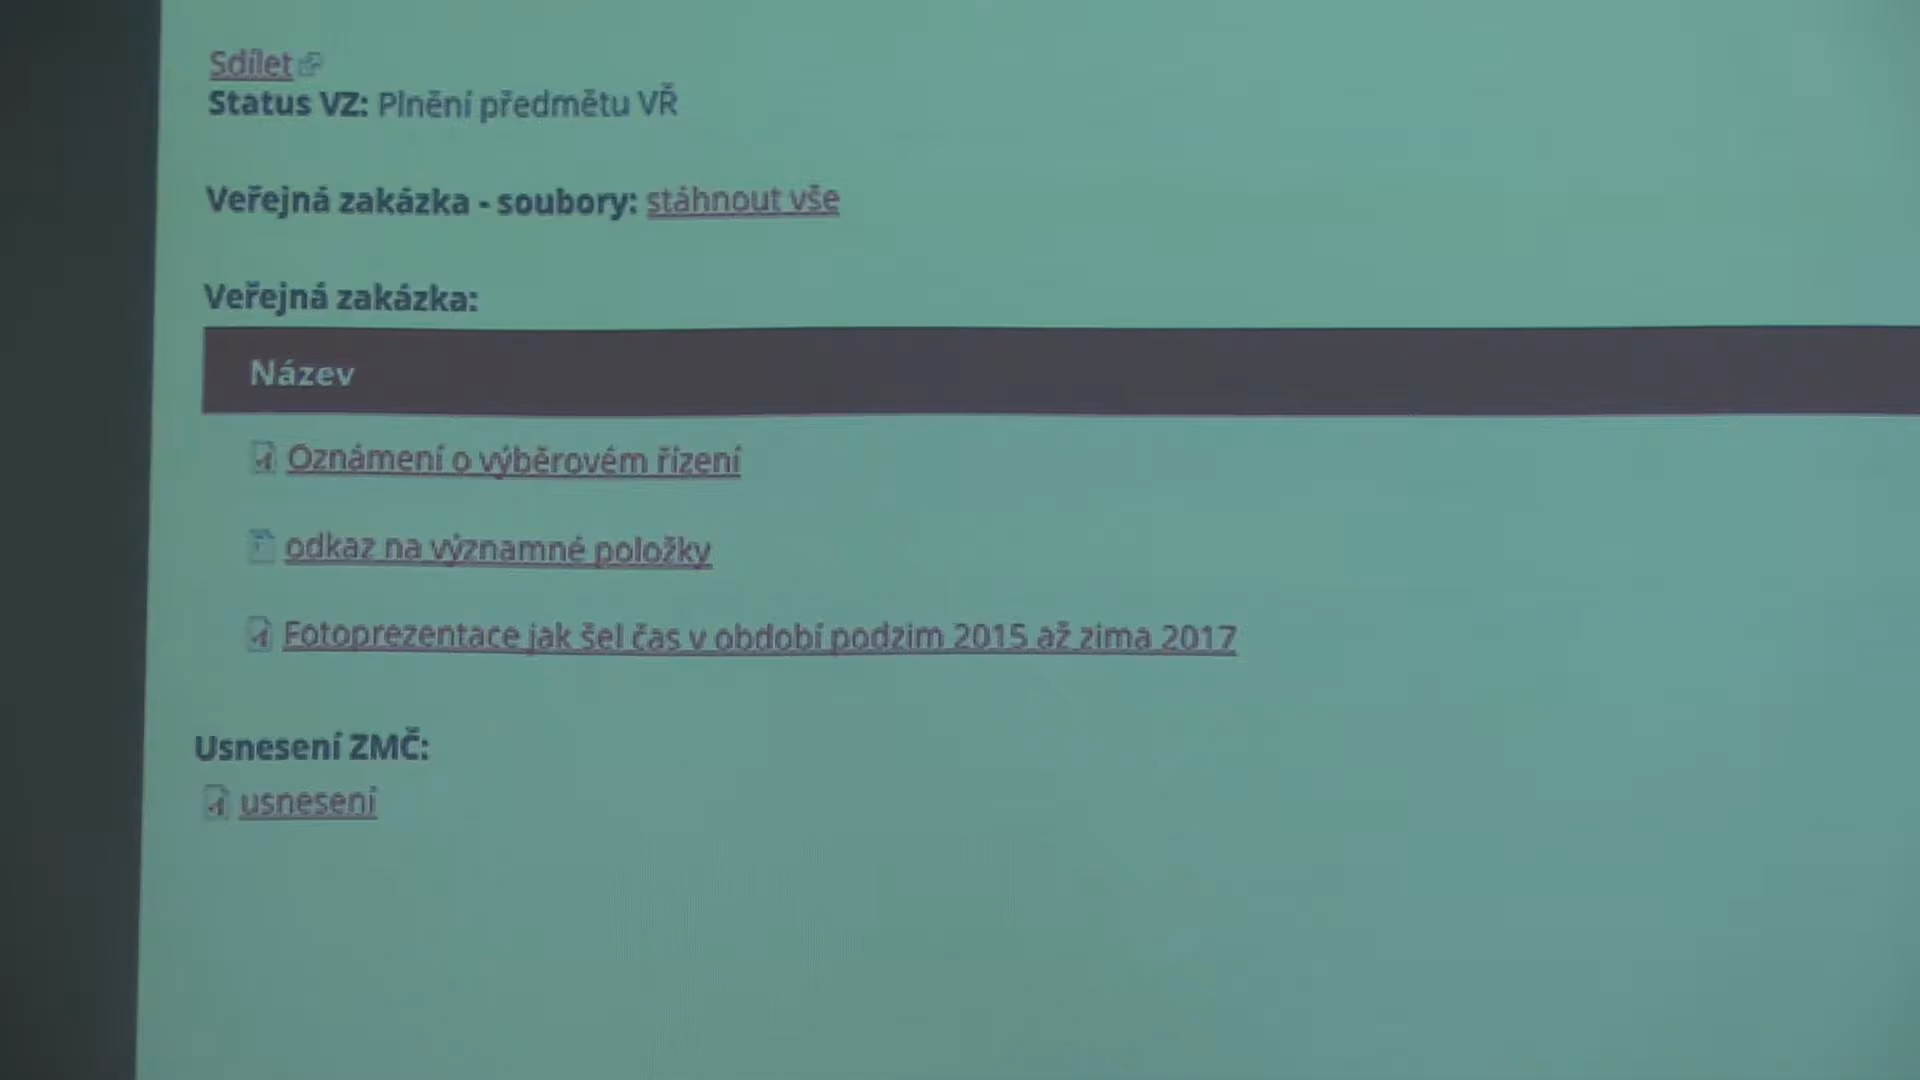 Sdílet
Status VZ: Plnění předmětu VŘ
Veřejná zakázka - soubory: stáhnout vše
Veřejná zakázka:
Název
Oznámení o výběrovém řízení
odkaz na významné položky
Fotoprezentace jak šel čas v období podzim 2015 až zima 2017
Usnesení ZMČ:
usnesení